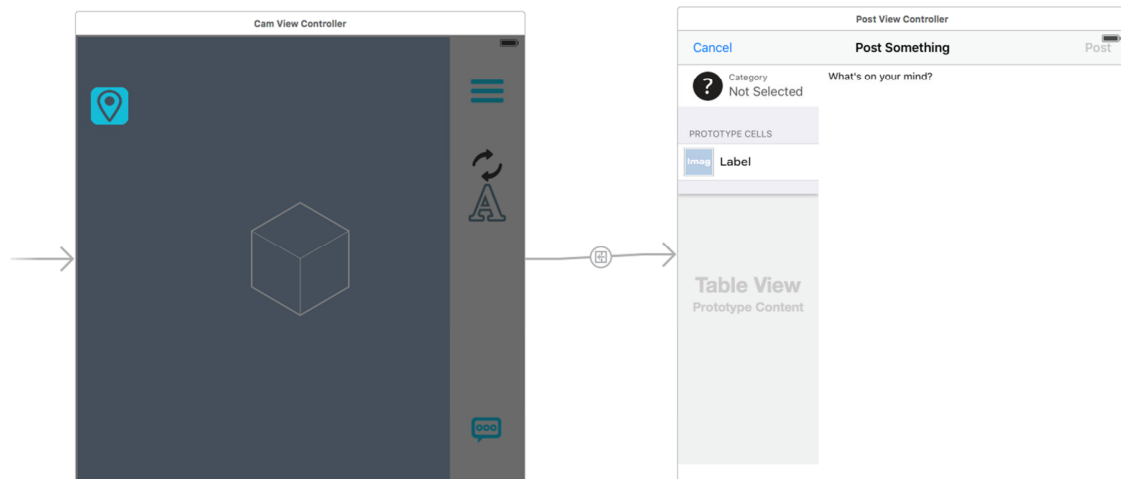 Cam View Controller
A
Post View Controller
Cancel
Post Something
Post
?
Category
Not Selected
What's on your mind?
PROTOTYPE CELLS
Imag
Label
Table View
Prototype Content